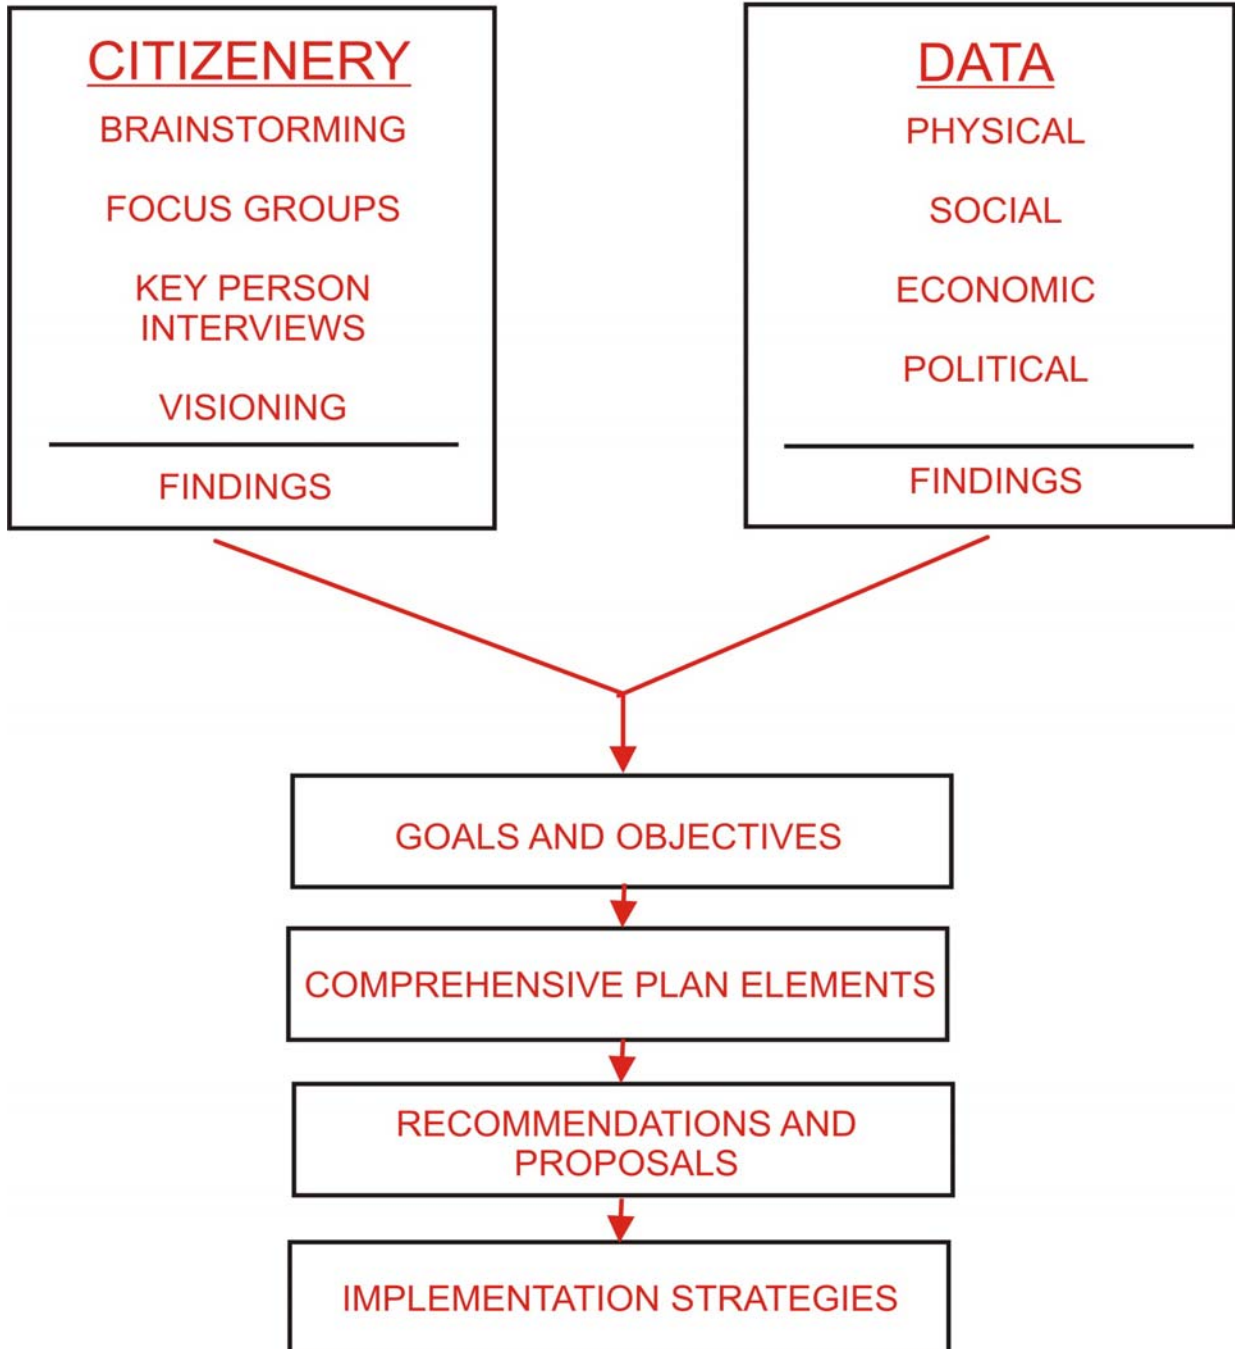 CITIZENERY
BRAINSTORMING
FOCUS GROUPS
KEY PERSON
INTERVIEWS
VISIONING
FINDINGS
DATA
PHYSICAL
SOCIAL
ECONOMIC
POLITICAL
FINDINGS
GOALS AND OBJECTIVES
COMPREHENSIVE PLAN ELEMENTS
RECOMMENDATIONS AND
PROPOSALS
IMPLEMENTATION STRATEGIES